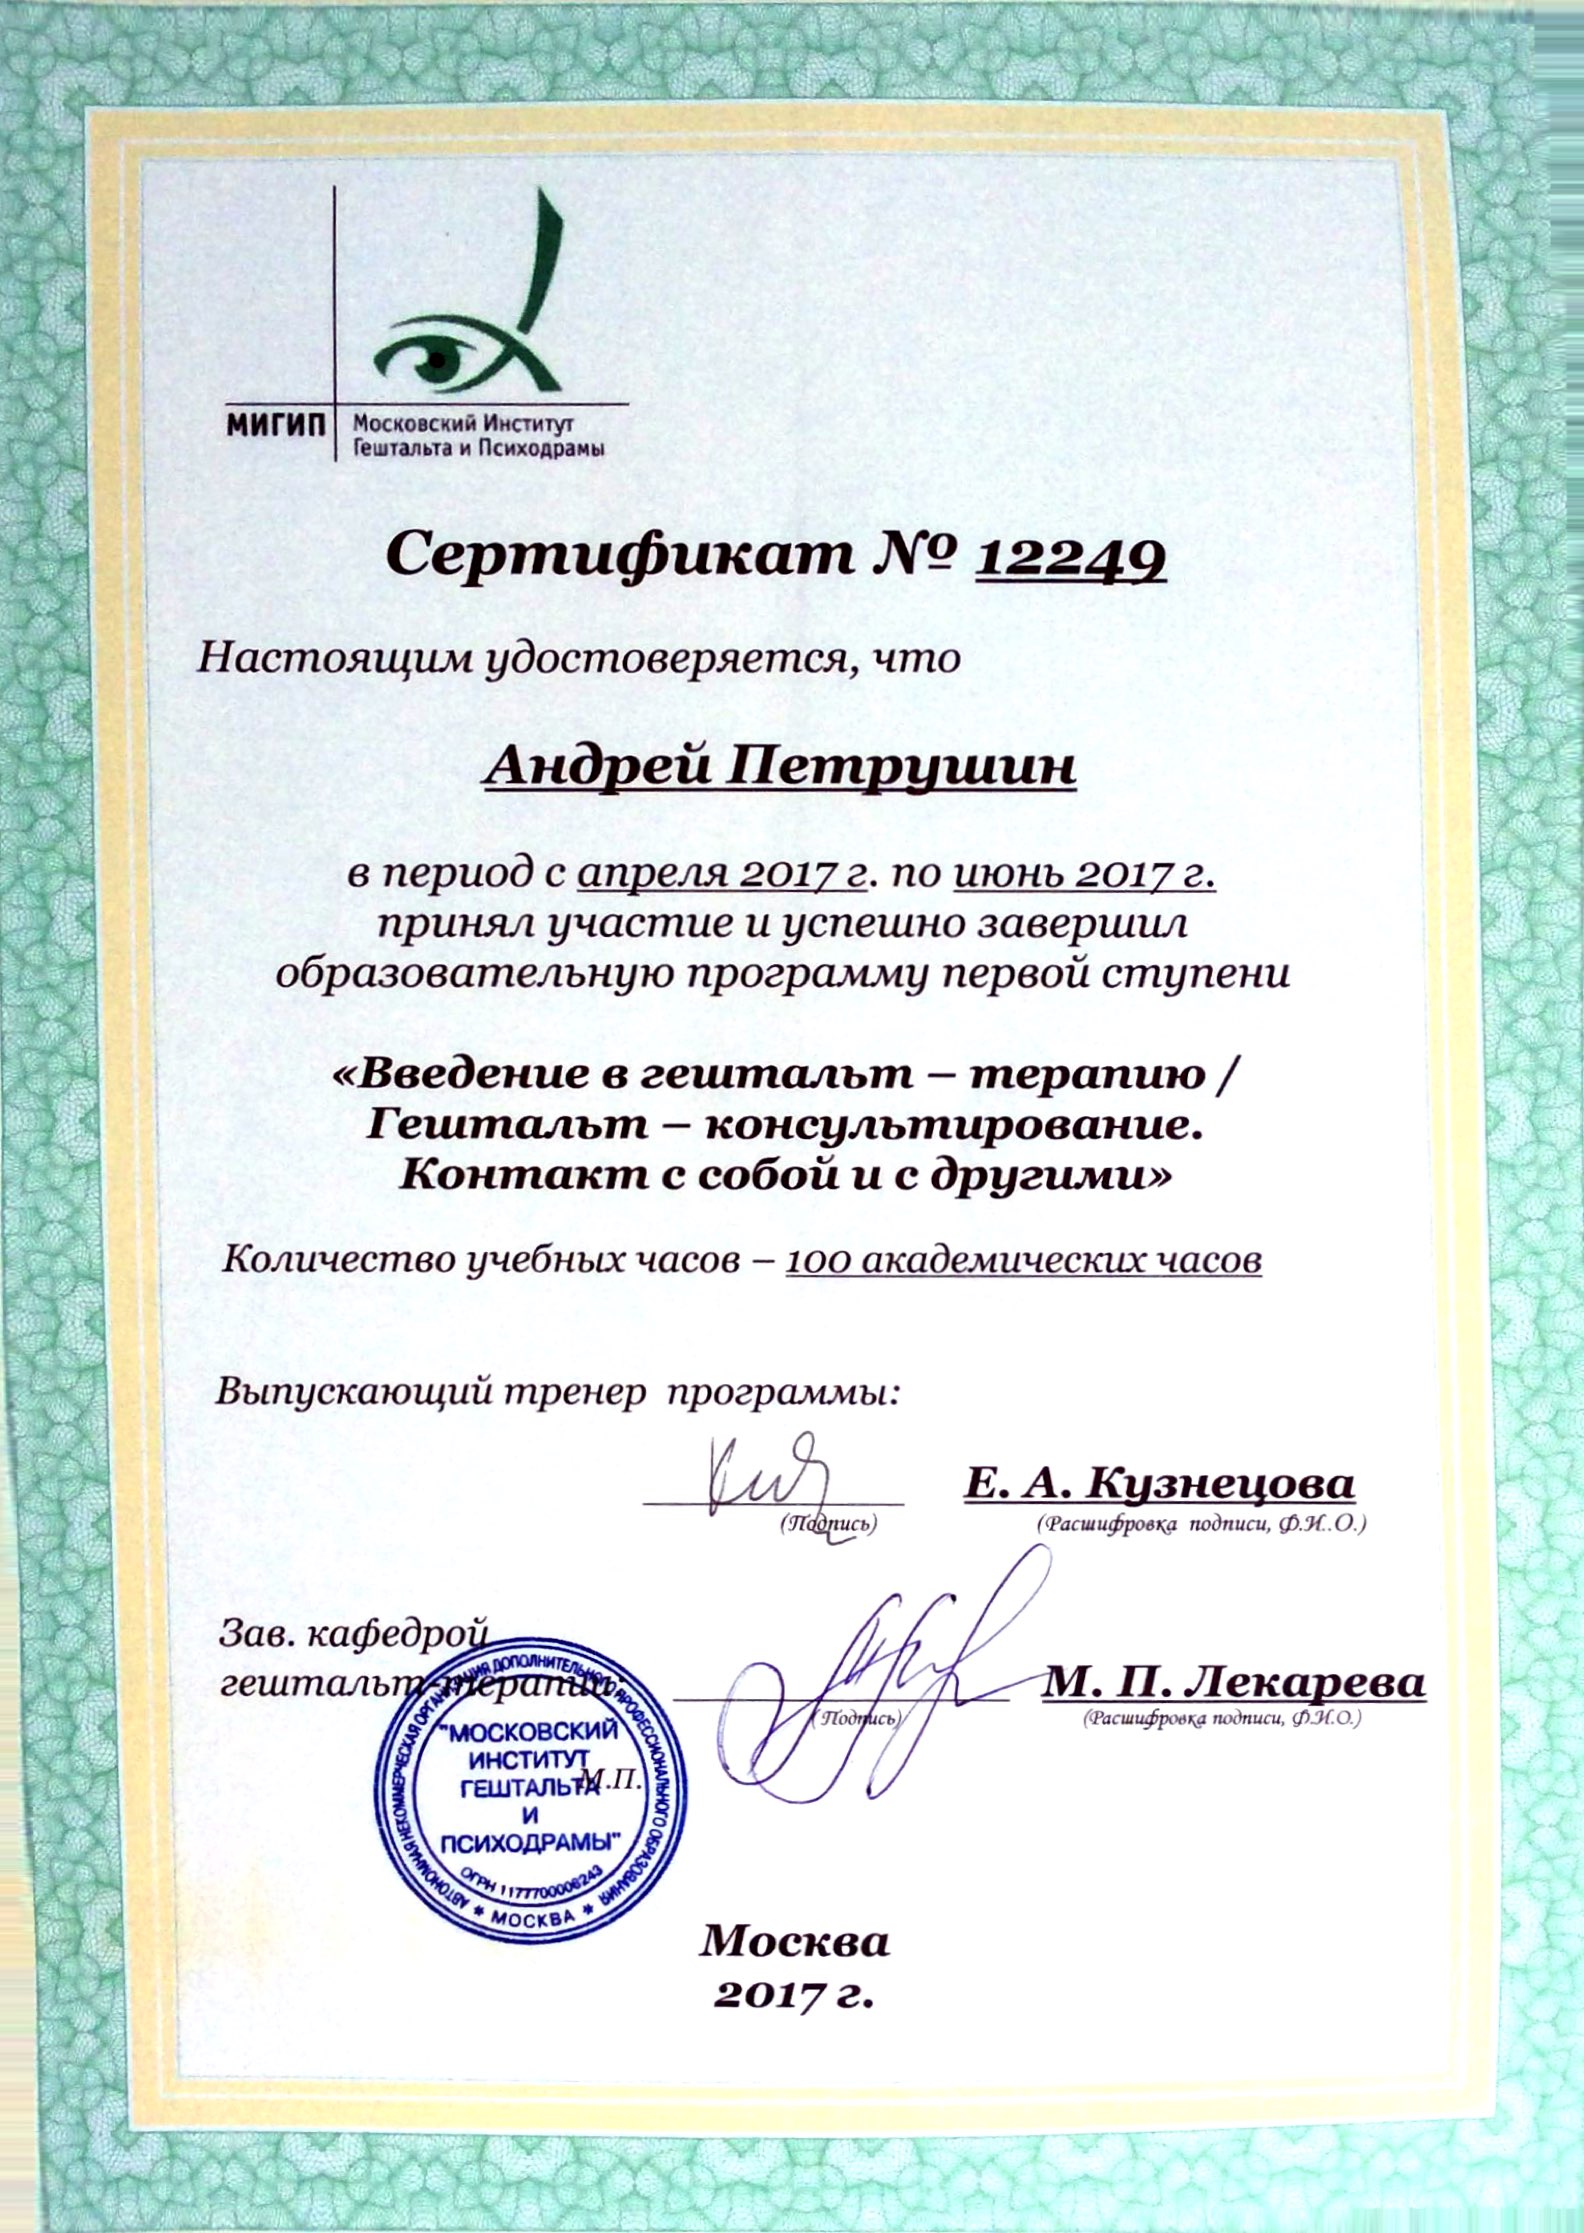 МИГИП
Московский Институт
Гештальта и Психодрамы
Сертификат № 12249
Настоящим удостоверяется, что
Андрей Петрушин
в период с апреля 2017 г. по июнь 2017 г.
принял участие и успешно завершил
образовательную программу первой ступени
«Введение в гештальт – терапию /
Гештальт – консультирование.
Контакт с собой и с другими»
Количество учебных часов – 100 академических часов
Выпускающий тренер программы:
Е. А. Кузнецова
(Подпись) (Расшифровка подписи, Ф.И..О.)
Зав. кафедрой
гештальт-терапии
М. П. Лекарева
(Подпись) (Расшифровка подписи, Ф.И.О.)
М.П.
АВТОНОМНАЯ НЕКОММЕРЧЕСКАЯ ОРГАНИЗАЦИЯ ДОПОЛНИТЕЛЬНОГО ПРОФЕССИОНАЛЬНОГО ОБРАЗОВАНИЯ
"МОСКОВСКИЙ
ИНСТИТУТ
ГЕШТАЛЬТА
И
ПСИХОДРАМЫ"
ОГРН 1177700006243
* МОСКВА *
Москва
2017 г.